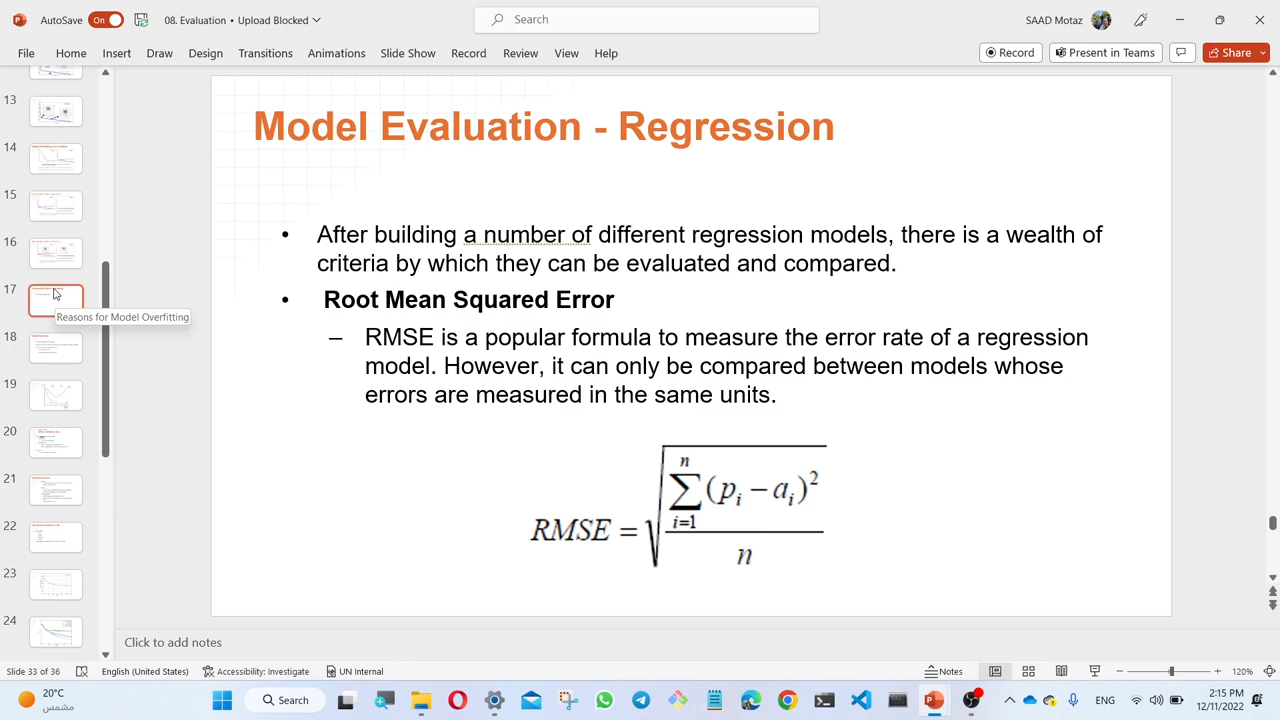 AutoSave On 08. Evaluation • Upload Blocked Search SAAD Motaz
File Home Insert Draw Design Transitions Animations Slide Show Record Review View Help Record Present in Teams Share
13
14
15
16
17
Reasons for Model Overfitting
18
19
20
21
22
23
24
Model Evaluation - Regression
• After building a number of different regression models, there is a wealth of
criteria by which they can be evaluated and compared.
• Root Mean Squared Error
– RMSE is a popular formula to measure the error rate of a regression
model. However, it can only be compared between models whose
errors are measured in the same units.
n
∑(pᵢ – aᵢ)²
i=1
RMSE = √
n
Click to add notes
Slide 33 of 36 English (United States) Accessibility: Investigate UN Internal Notes 120%
20°C
مشمس
Search
ENG
2:15 PM
12/11/2022